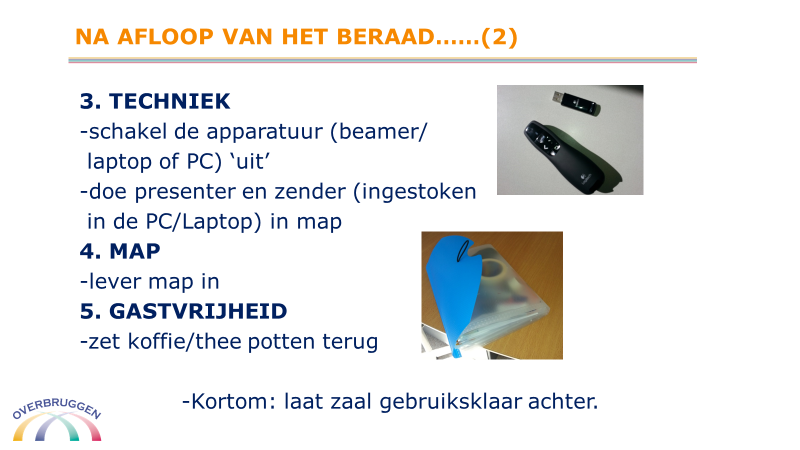 NA AFLOOP VAN HET BERAAD……(2)
3. TECHNIEK
-schakel de apparatuur (beamer/
laptop of PC) ‘uit’
-doe presenter en zender (ingestoken
in de PC/Laptop) in map
4. MAP
-lever map in
5. GASTVRIJHEID
-zet koffie/thee potten terug
-Kortom: laat zaal gebruiksklaar achter.
OVERBRUGGEN